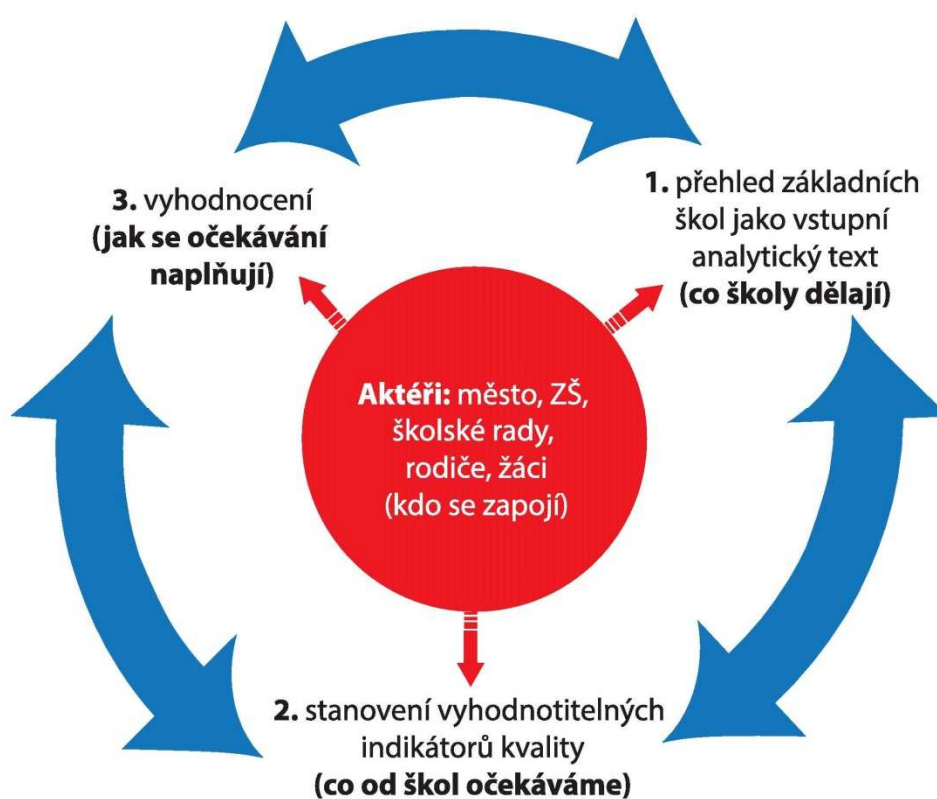 3. vyhodnocení
(jak se očekávání
naplňují)
1. přehled základních
škol jako vstupní
analytický text
(co školy dělají)
Aktéři: město, ZŠ,
školské rady,
rodiče, žáci
(kdo se zapojí)
2. stanovení vyhodnotitelných
indikátorů kvality
(co od škol očekáváme)